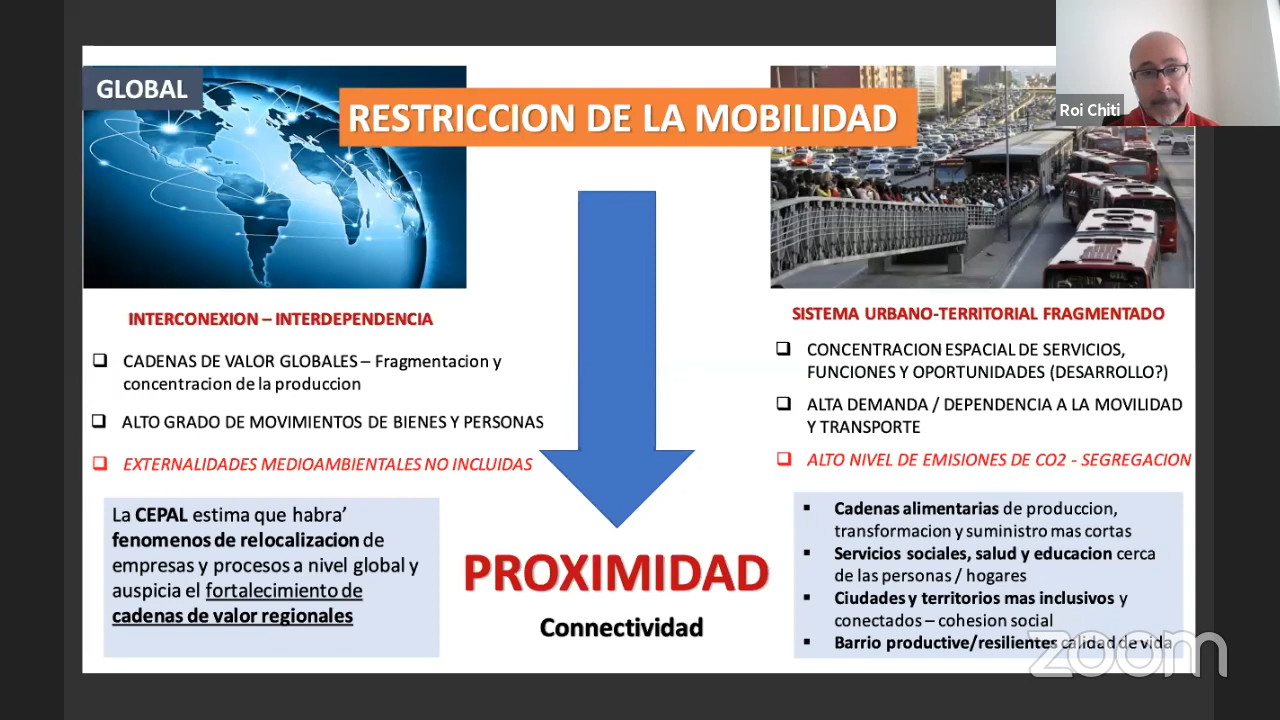 GLOBAL
RESTRICCION DE LA MOBILIDAD
Roi Chiti
INTERCONEXION – INTERDEPENDENCIA
❑ CADENAS DE VALOR GLOBALES – Fragmentacion y
concentracion de la produccion
❑ ALTO GRADO DE MOVIMIENTOS DE BIENES Y PERSONAS
❑ EXTERNALIDADES MEDIOAMBIENTALES NO INCLUIDAS
La CEPAL estima que habra’
fenomenos de relocalizacion de
empresas y procesos a nivel global y
auspicia el fortalecimiento de
cadenas de valor regionales
PROXIMIDAD
Connectividad
SISTEMA URBANO-TERRITORIAL FRAGMENTADO
❑ CONCENTRACION ESPACIAL DE SERVICIOS,
FUNCIONES Y OPORTUNIDADES (DESARROLLO?)
❑ ALTA DEMANDA / DEPENDENCIA A LA MOVILIDAD
Y TRANSPORTE
❑ ALTO NIVEL DE EMISIONES DE CO2 - SEGREGACION
▪ Cadenas alimentarias de produccion,
transformacion y suministro mas cortas
▪ Servicios sociales, salud y educacion cerca
de las personas / hogares
▪ Ciudades y territorios mas inclusivos y
conectados – cohesion social
▪ Barrio productive/resilientes calidad de vida
zoom